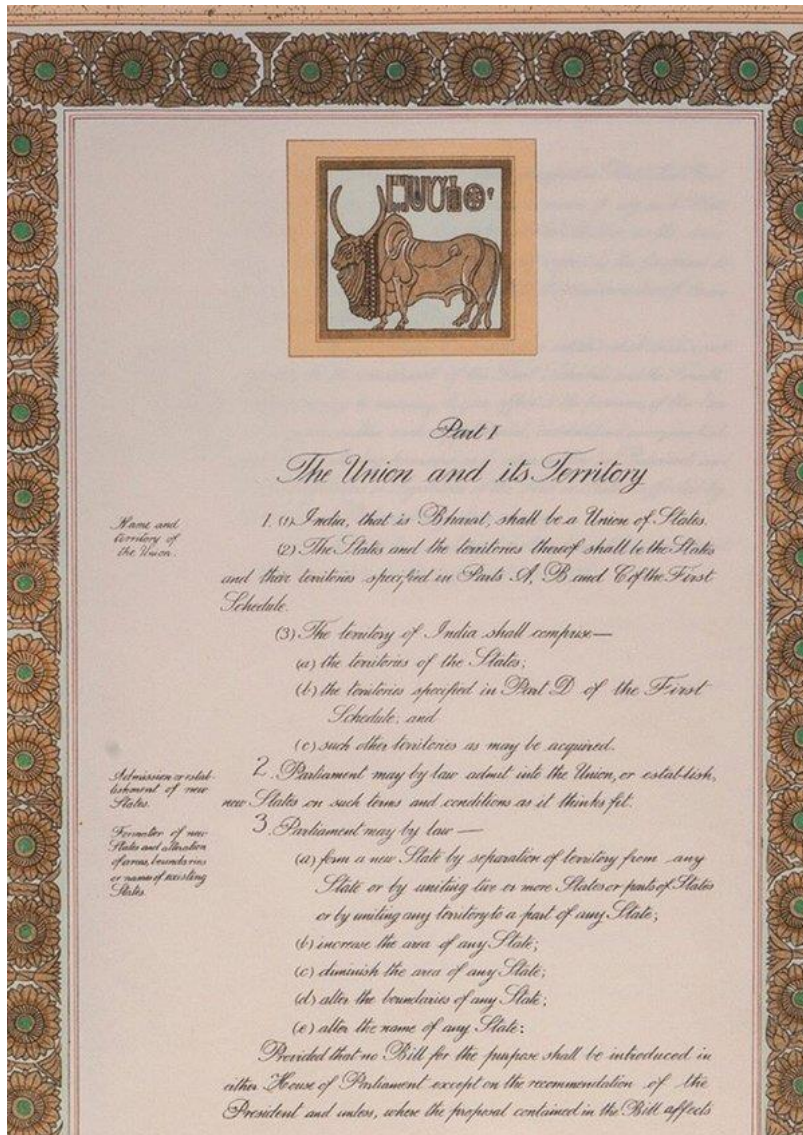 Part I
The Union and its Territory
Name and
territory of
the Union.
1. (1) India, that is Bharat, shall be a Union of States.
(2) The States and the territories thereof shall be the States
and their territories specified in Parts A, B and C of the First
Schedule.
(3) The territory of India shall comprise—
(a) the territories of the States;
(b) the territories specified in Part D of the First
Schedule; and
(c) such other territories as may be acquired.
Admission or estab-
lishment of new
States.
2. Parliament may by law admit into the Union, or establish,
new States on such terms and conditions as it thinks fit.
Formation of new
States and alteration
of areas, boundaries
or names of existing
States.
3. Parliament may by law —
(a) form a new State by separation of territory from any
State or by uniting two or more States or parts of States
or by uniting any territory to a part of any State;
(b) increase the area of any State;
(c) diminish the area of any State;
(d) alter the boundaries of any State;
(e) alter the name of any State:
Provided that no Bill for the purpose shall be introduced in
either House of Parliament except on the recommendation of the
President and unless, where the proposal contained in the Bill affects